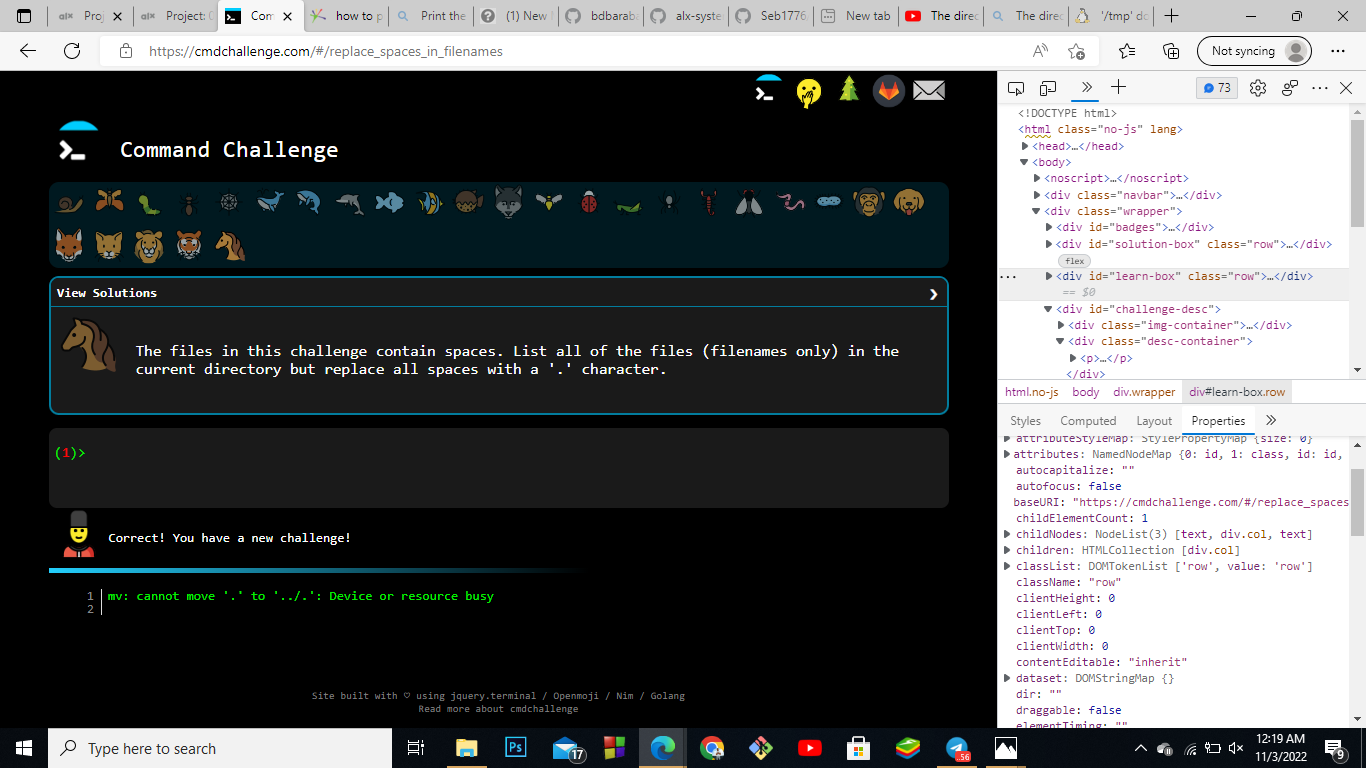 Proj
Project: 0
Com
how to p
Print the
(1) New
bdbarab
alx-syste
Seb1776
New tab
The direc
The direc
'/tmp' do
https://cmdchallenge.com/#/replace_spaces_in_filenames
Not syncing
Command Challenge
View Solutions
The files in this challenge contain spaces. List all of the files (filenames only) in the
current directory but replace all spaces with a '.' character.
(1)>
Correct! You have a new challenge!
1 mv: cannot move '.' to '../.': Device or resource busy
2
Site built with ♡ using jquery.terminal / Openmoji / Nim / Golang
Read more about cmdchallenge
73
<!DOCTYPE html>
<html class="no-js" lang>
<head>…</head>
<body>
<noscript>…</noscript>
<div class="navbar">…</div>
<div class="wrapper">
<div id="badges">…</div>
<div id="solution-box" class="row">…</div>
flex
<div id="learn-box" class="row">…</div>
== $0
<div id="challenge-desc">
<div class="img-container">…</div>
<div class="desc-container">
<p>…</p>
</div>
html.no-js body div.wrapper div#learn-box.row
Styles Computed Layout Properties
attributeStyleMap: StylePropertyMap {size: 0}
attributes: NamedNodeMap {0: id, 1: class, id: id,
autocapitalize: ""
autofocus: false
baseURI: "https://cmdchallenge.com/#/replace_spaces
childElementCount: 1
childNodes: NodeList(3) [text, div.col, text]
children: HTMLCollection [div.col]
classList: DOMTokenList ['row', value: 'row']
className: "row"
clientHeight: 0
clientLeft: 0
clientTop: 0
clientWidth: 0
contentEditable: "inherit"
dataset: DOMStringMap {}
dir: ""
draggable: false
elementTiming: ""
Type here to search
Ps
17
.56
12:19 AM
11/3/2022
9